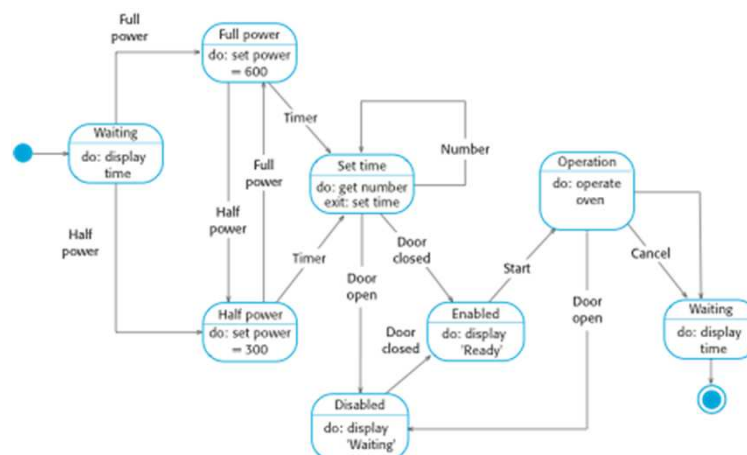 Full
power
Full power
do: set power
= 600
Timer
Waiting
do: display
time
Full
power
Half
power
Half
power
Set time
do: get number
exit: set time
Number
Operation
do: operate
oven
Timer
Door
open
Door
closed
Start
Cancel
Door
open
Half power
do: set power
= 300
Door
closed
Enabled
do: display
'Ready'
Waiting
do: display
time
Disabled
do: display
'Waiting'